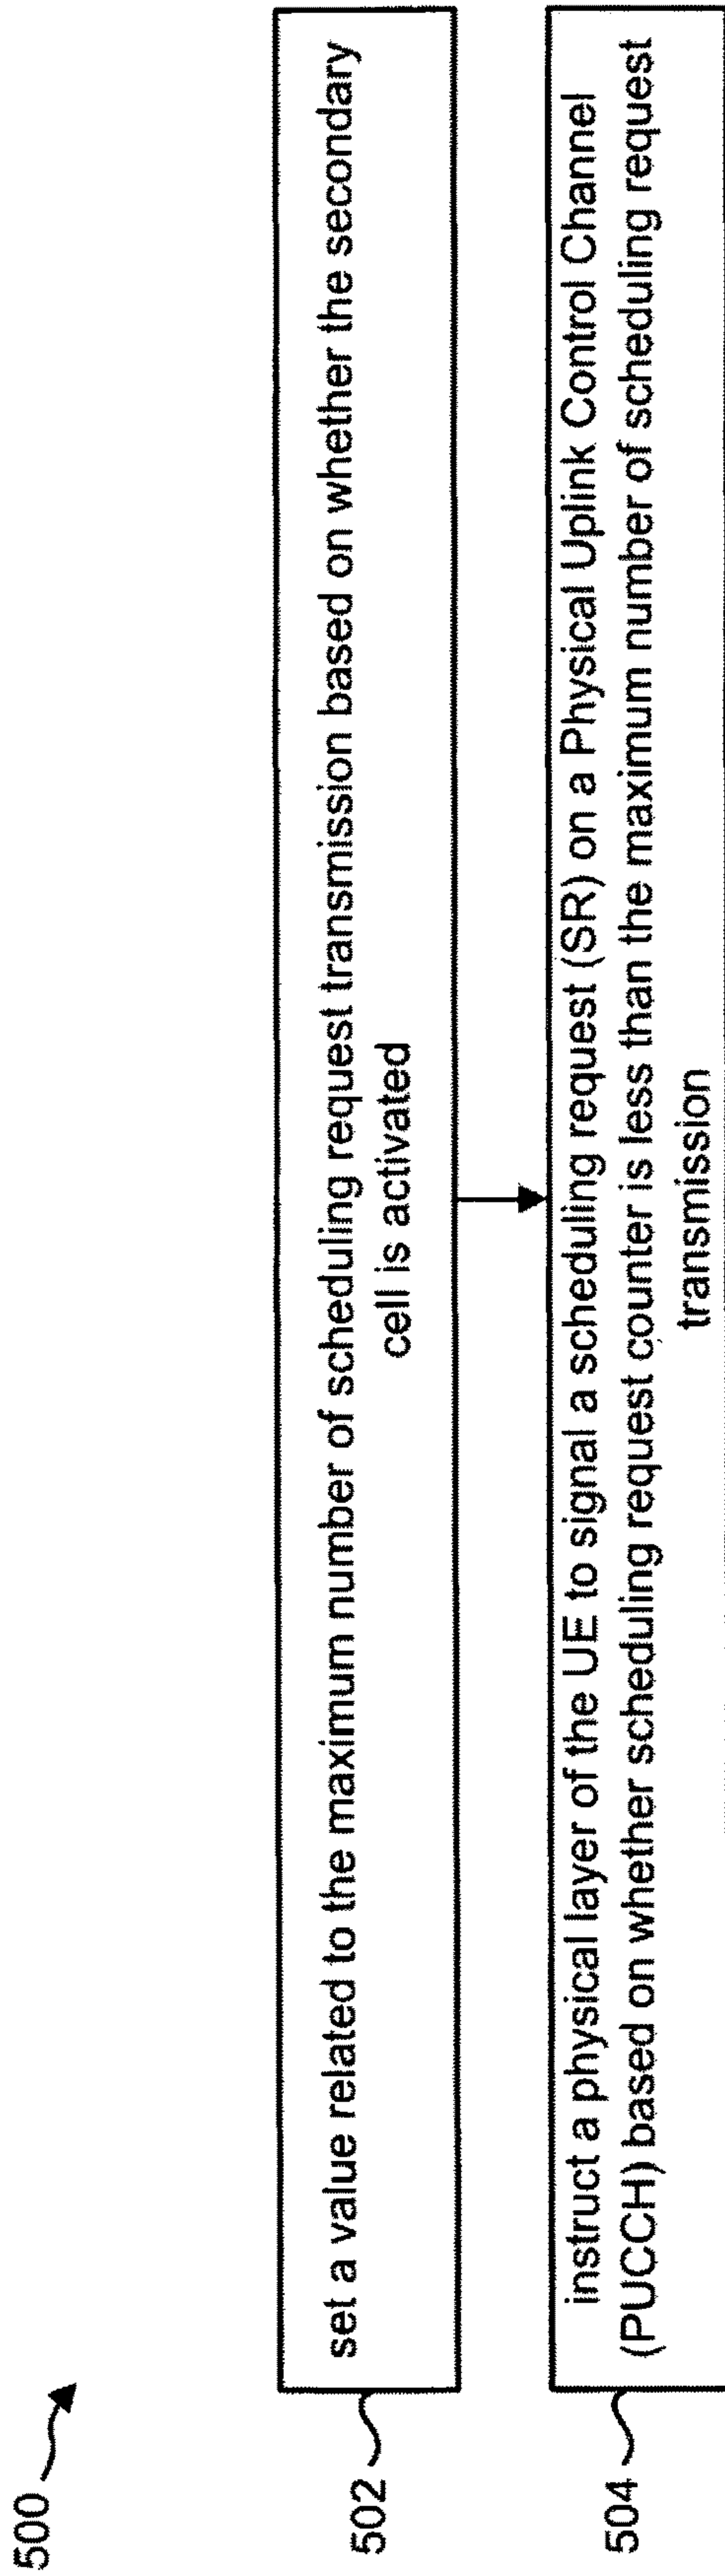 500
502
set a value related to the maximum number of scheduling request transmission based on whether the secondary
cell is activated
504
instruct a physical layer of the UE to signal a scheduling request (SR) on a Physical Uplink Control Channel
(PUCCH) based on whether scheduling request counter is less than the maximum number of scheduling request
transmission